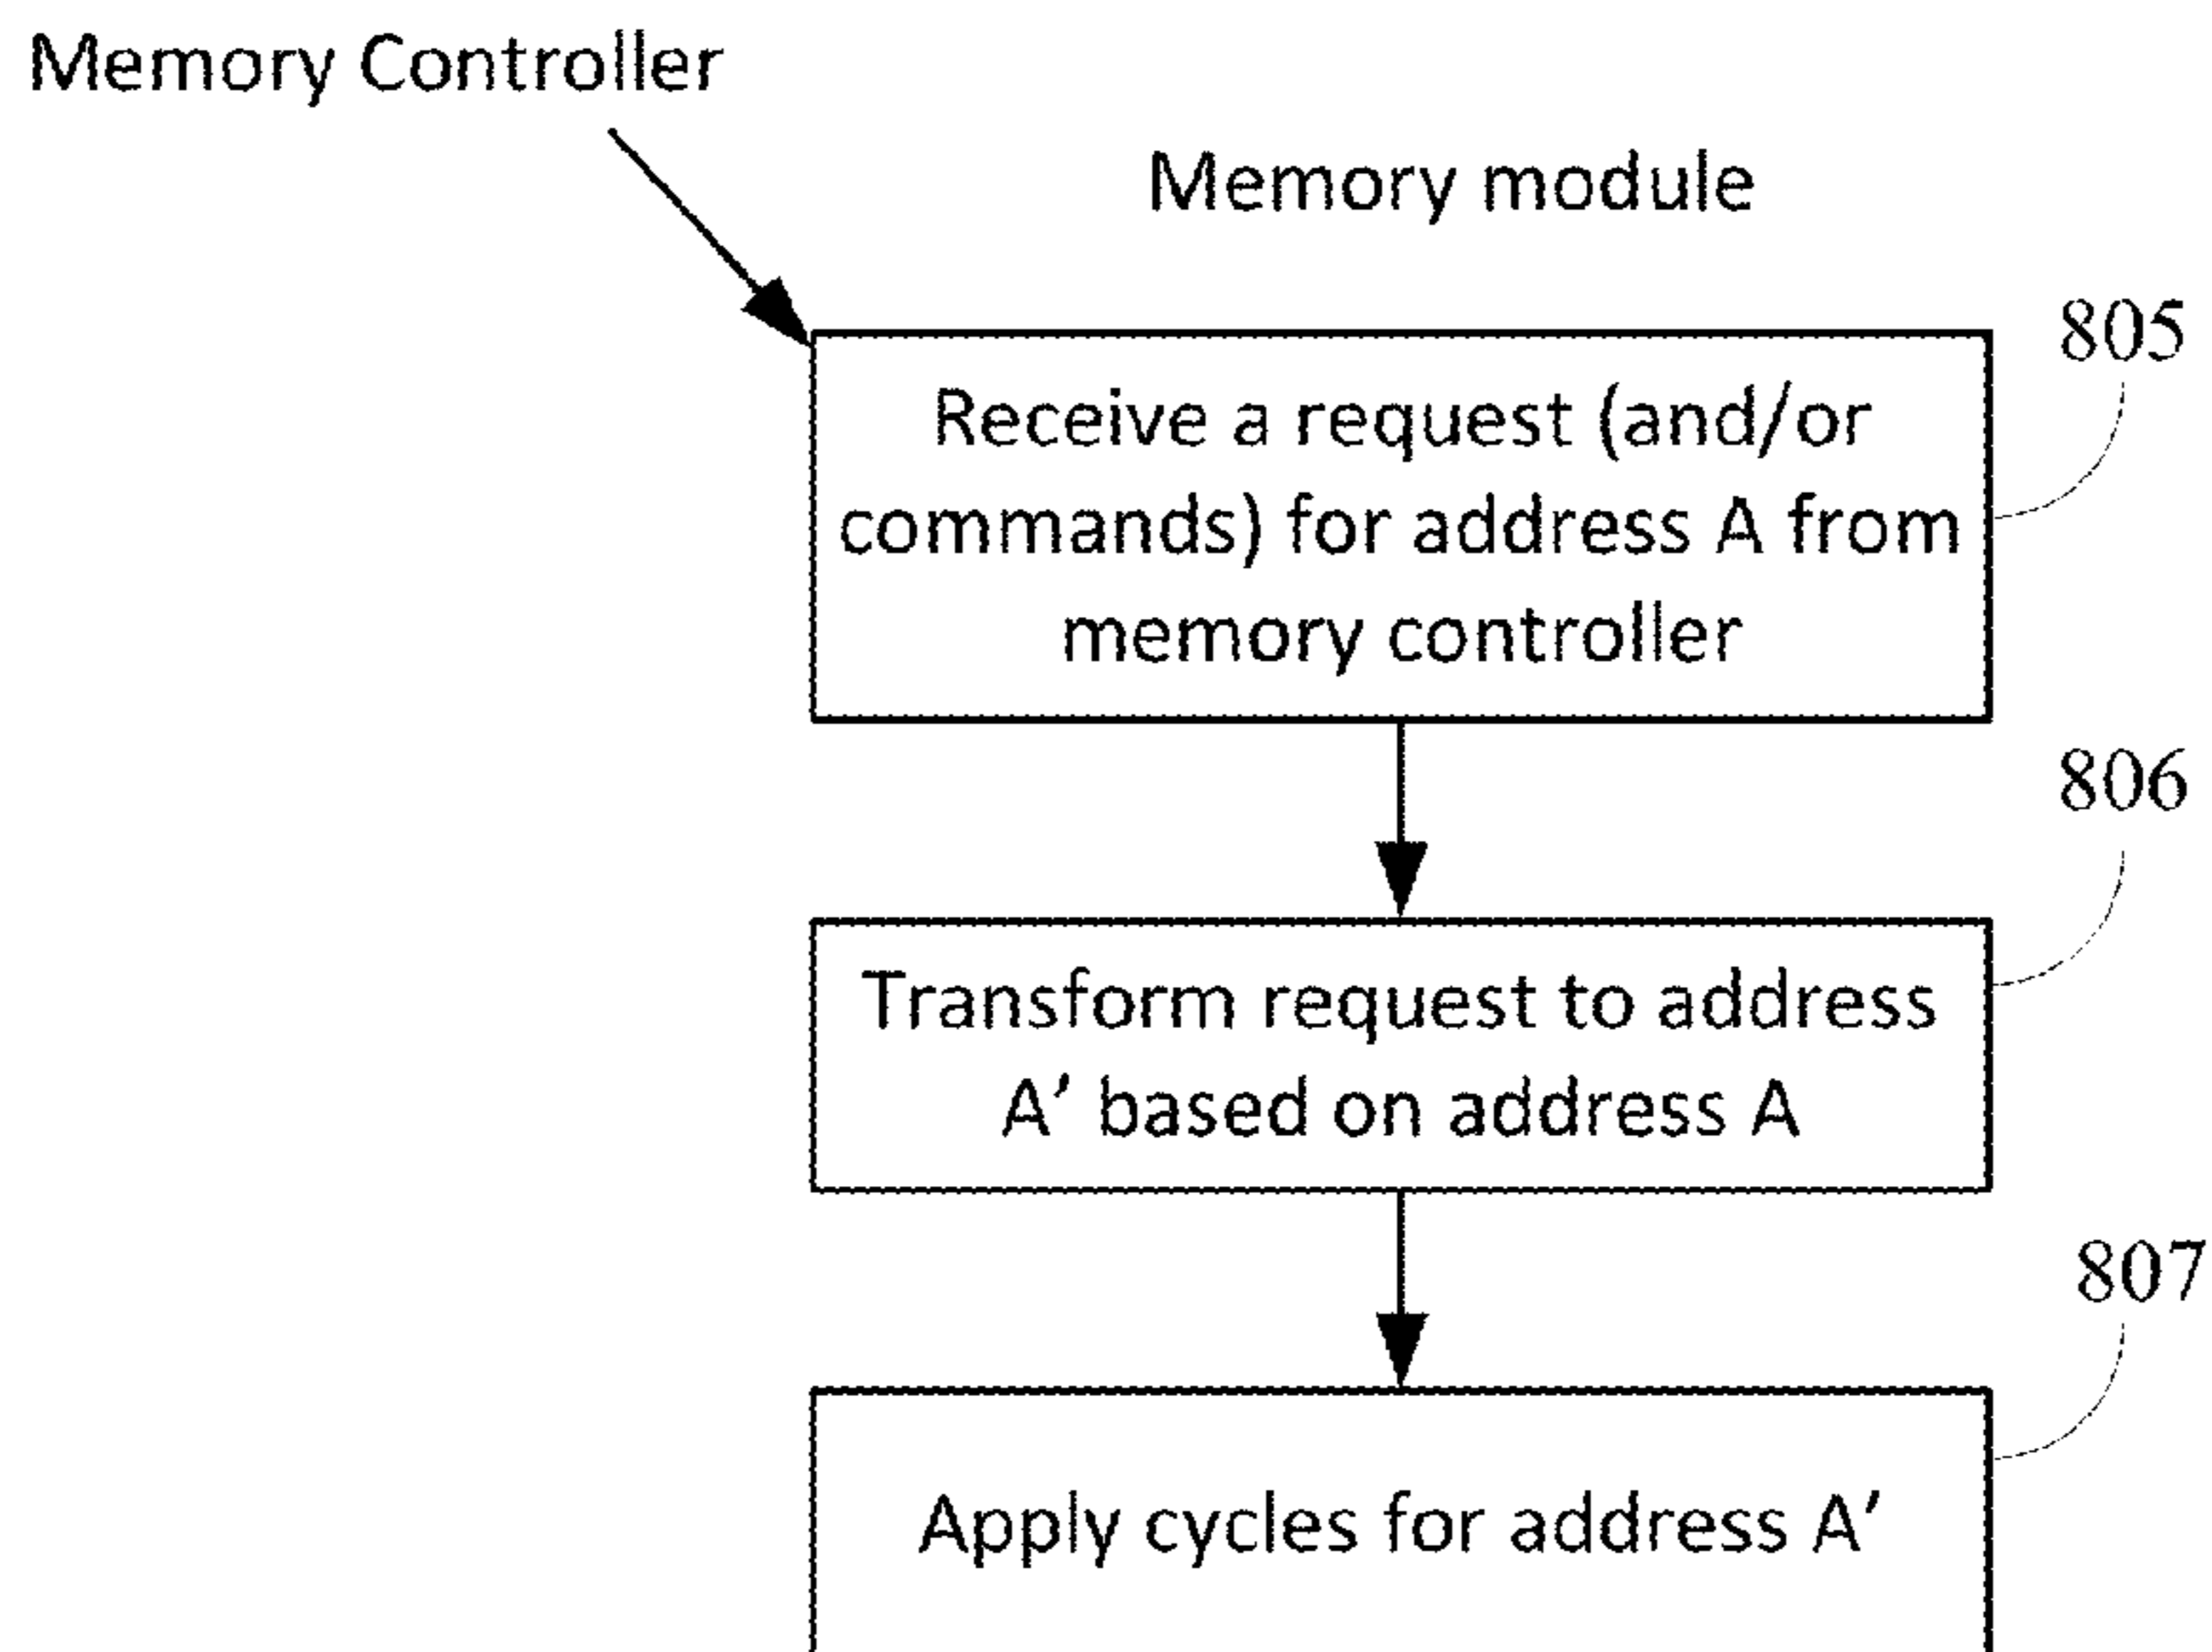 Memory Controller
Memory module
805
Receive a request (and/or
commands) for address A from
memory controller
806
Transform request to address
A' based on address A
807
Apply cycles for address A'